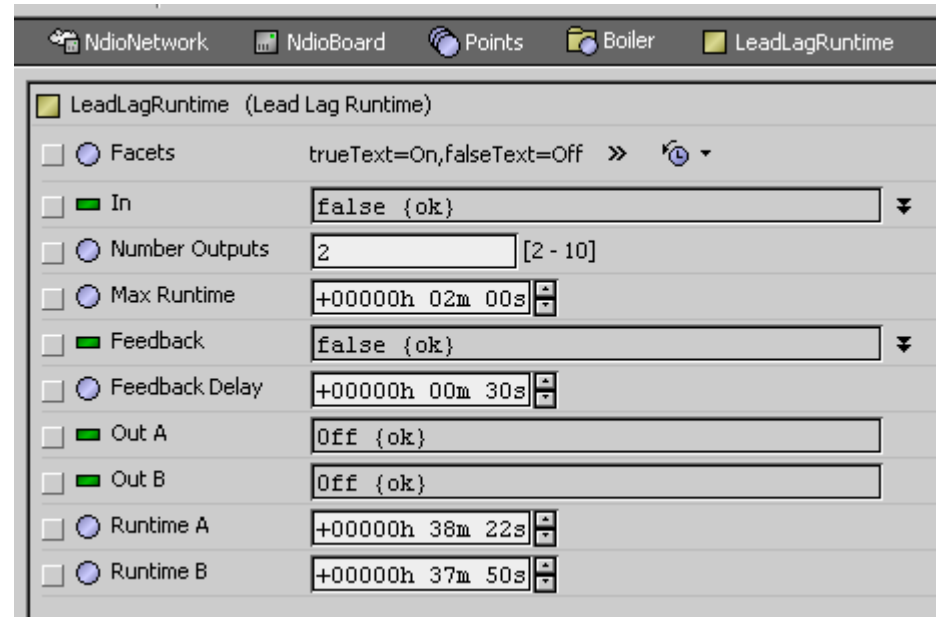 NdioNetwork NdioBoard Points Boiler LeadLagRuntime
LeadLagRuntime (Lead Lag Runtime)
Facets trueText=On,falseText=Off »
In false {ok}
Number Outputs 2 [2 - 10]
Max Runtime +00000h 02m 00s
Feedback false {ok}
Feedback Delay +00000h 00m 30s
Out A Off {ok}
Out B Off {ok}
Runtime A +00000h 38m 22s
Runtime B +00000h 37m 50s